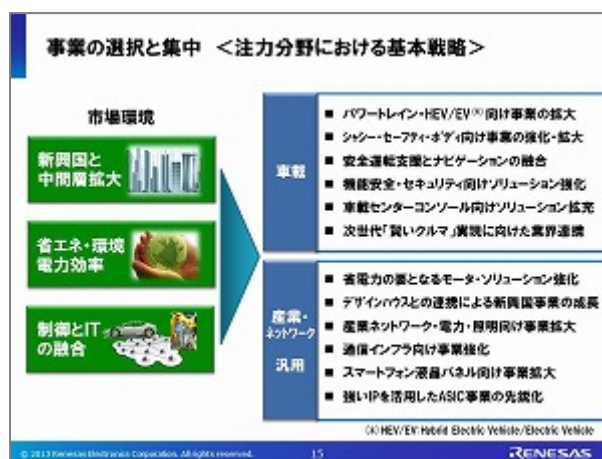 事業の選択と集中 ＜注力分野における基本戦略＞
市場環境
新興国と
中間層拡大
省エネ・環境
電力効率
制御とIT
の融合
車載
■ パワートレイン・HEV/EV(※)向け事業の拡大
■ シャシー・セーフティ・ボディ向け事業の強化・拡大
■ 安全運転支援とナビゲーションの融合
■ 機能安全・セキュリティ向けソリューション強化
■ 車載センターコンソール向けソリューション拡充
■ 次世代「賢いクルマ」実現に向けた業界連携
産業・
ネットワーク
汎用
■ 省電力の要となるモータ・ソリューション強化
■ デザインハウスとの連携による新興国事業の成長
■ 産業ネットワーク・電力・照明向け事業拡大
■ 通信インフラ向け事業強化
■ スマートフォン液晶パネル向け事業拡大
■ 強いIPを活用したASIC事業の先鋭化
(※)HEV/EV: Hybrid Electric Vehicle/Electric Vehicle
© 2013 Renesas Electronics Corporation. All rights reserved.
15
RENESAS